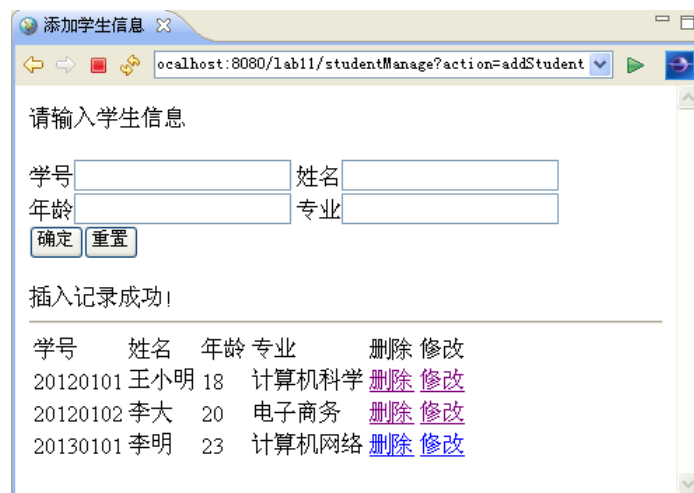 添加学生信息
ocalhost:8080/lab11/studentManage?action=addStudent
请输入学生信息
学号 姓名
年龄 专业
确定 重置
插入记录成功!
学号 姓名 年龄 专业 删除 修改
20120101 王小明 18 计算机科学 删除 修改
20120102 李大 20 电子商务 删除 修改
20130101 李明 23 计算机网络 删除 修改